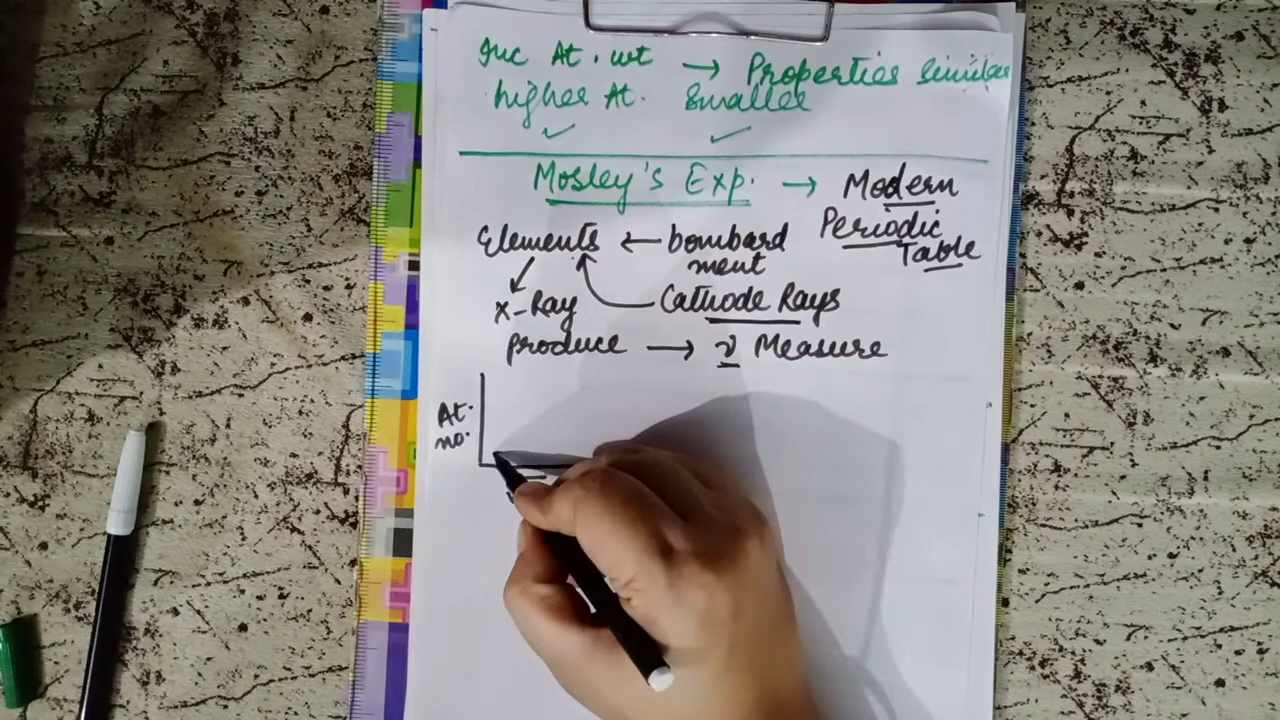 Inc At. wt → Properties similar
higher At. Smaller
Mosley's Exp. → Modern
Periodic
Table
Elements ← bombard
ment
X-Ray Cathode Rays
produce → ν Measure
At.
no.